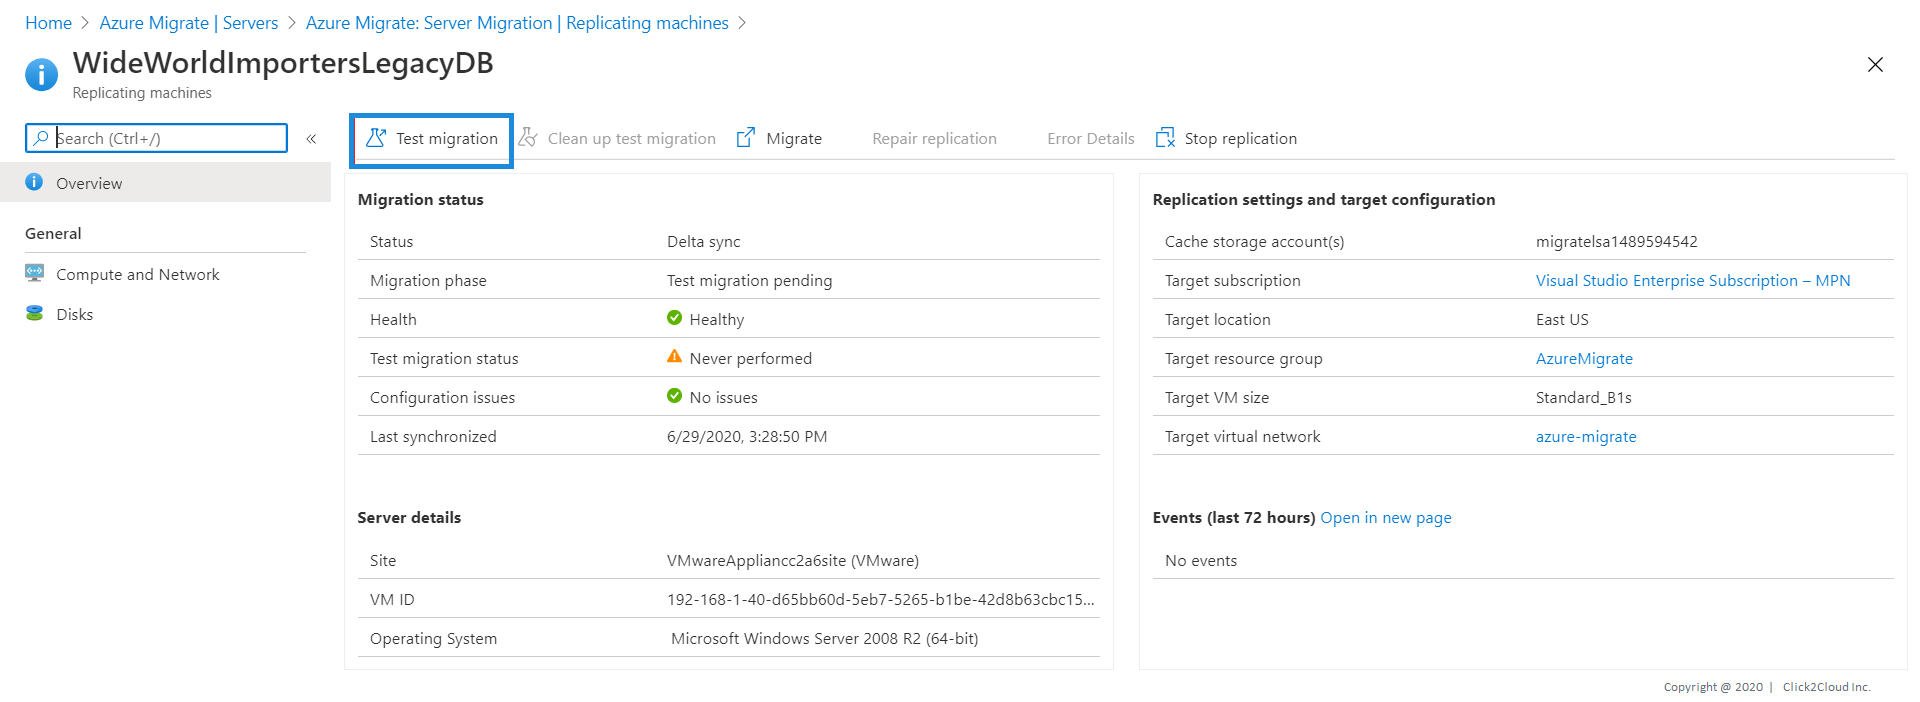 Home > Azure Migrate | Servers > Azure Migrate: Server Migration | Replicating machines >
WideWorldImportersLegacyDB
Replicating machines
Search (Ctrl+/)
«
Overview
General
Compute and Network
Disks
Test migration
Clean up test migration
Migrate
Repair replication
Error Details
Stop replication
Migration status
Status Delta sync
Migration phase Test migration pending
Health Healthy
Test migration status Never performed
Configuration issues No issues
Last synchronized 6/29/2020, 3:28:50 PM
Server details
Site VMwareAppliancc2a6site (VMware)
VM ID 192-168-1-40-d65bb60d-5eb7-5265-b1be-42d8b63cbc15...
Operating System Microsoft Windows Server 2008 R2 (64-bit)
Replication settings and target configuration
Cache storage account(s) migratelsa1489594542
Target subscription Visual Studio Enterprise Subscription – MPN
Target location East US
Target resource group AzureMigrate
Target VM size Standard_B1s
Target virtual network azure-migrate
Events (last 72 hours) Open in new page
No events
Copyright @ 2020 | Click2Cloud Inc.